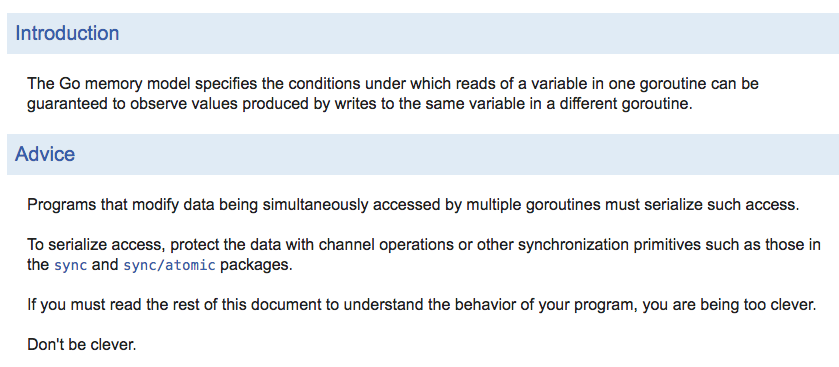 Introduction
The Go memory model specifies the conditions under which reads of a variable in one goroutine can be
guaranteed to observe values produced by writes to the same variable in a different goroutine.
Advice
Programs that modify data being simultaneously accessed by multiple goroutines must serialize such access.
To serialize access, protect the data with channel operations or other synchronization primitives such as those in
the sync and sync/atomic packages.
If you must read the rest of this document to understand the behavior of your program, you are being too clever.
Don't be clever.